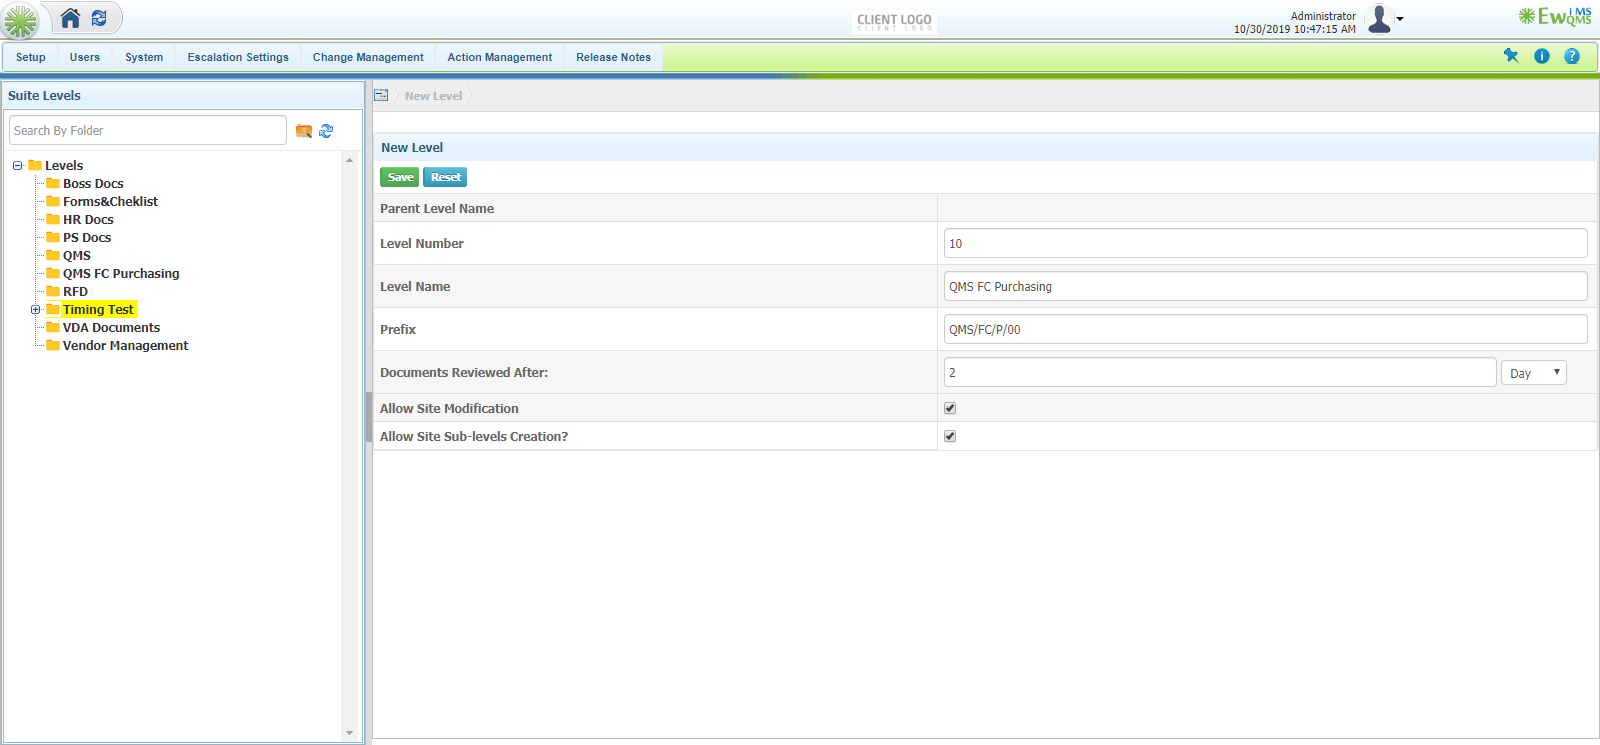 CLIENT LOGO
CLIENT LOGO
Administrator
10/30/2019 10:47:15 AM
EwQMS
IMS
Setup
Users
System
Escalation Settings
Change Management
Action Management
Release Notes
Suite Levels
Search By Folder
Levels
Boss Docs
Forms&Cheklist
HR Docs
PS Docs
QMS
QMS FC Purchasing
RFD
Timing Test
VDA Documents
Vendor Management
New Level
New Level
Save
Reset
Parent Level Name
Level Number
10
Level Name
QMS FC Purchasing
Prefix
QMS/FC/P/00
Documents Reviewed After:
2
Day
Allow Site Modification
Allow Site Sub-levels Creation?